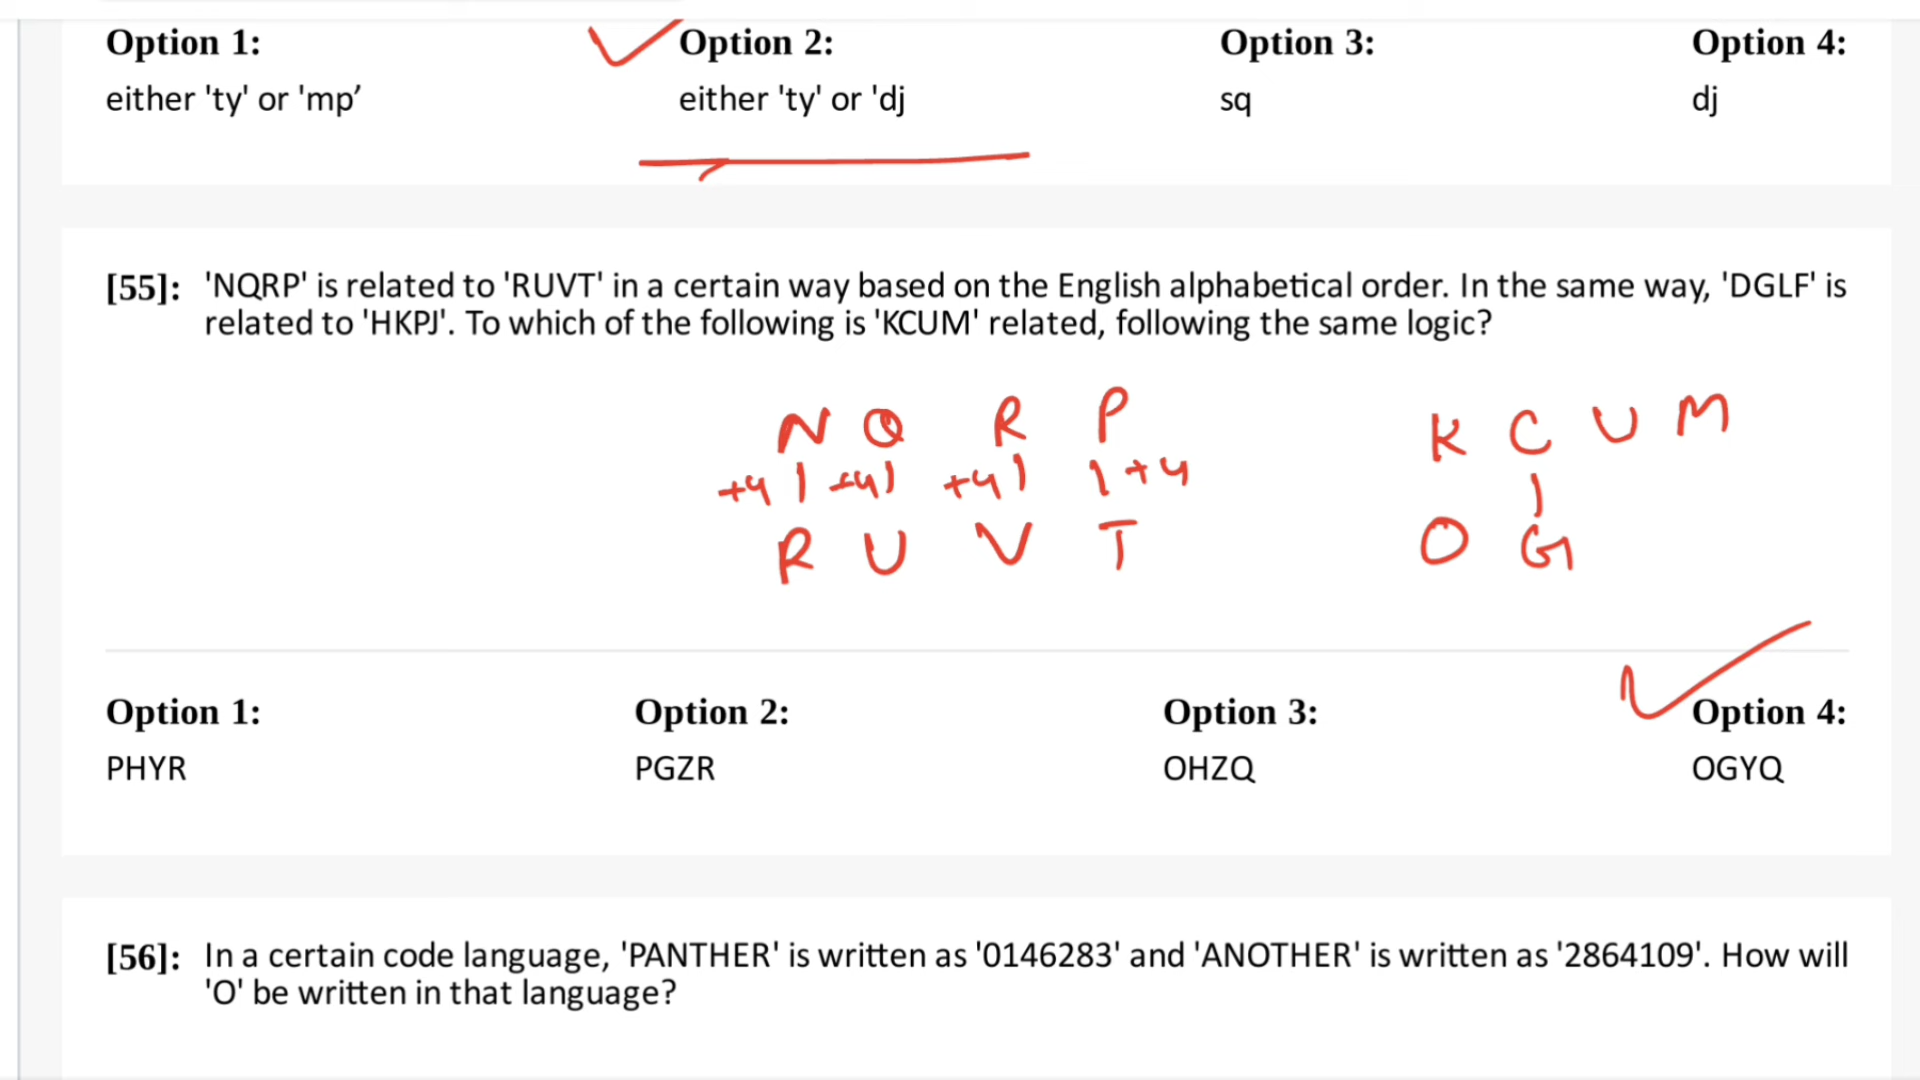 Option 1: Option 2: Option 3: Option 4:
either 'ty' or 'mp’ either 'ty' or 'dj sq dj
[55]: 'NQRP' is related to 'RUVT' in a certain way based on the English alphabetical order. In the same way, 'DGLF' is
related to 'HKPJ'. To which of the following is 'KCUM' related, following the same logic?
N Q R P K C U M
+4 +4 +4 +4
R U V T O G
Option 1: Option 2: Option 3: Option 4:
PHYR PGZR OHZQ OGYQ
[56]: In a certain code language, 'PANTHER' is written as '0146283' and 'ANOTHER' is written as '2864109'. How will
'O' be written in that language?